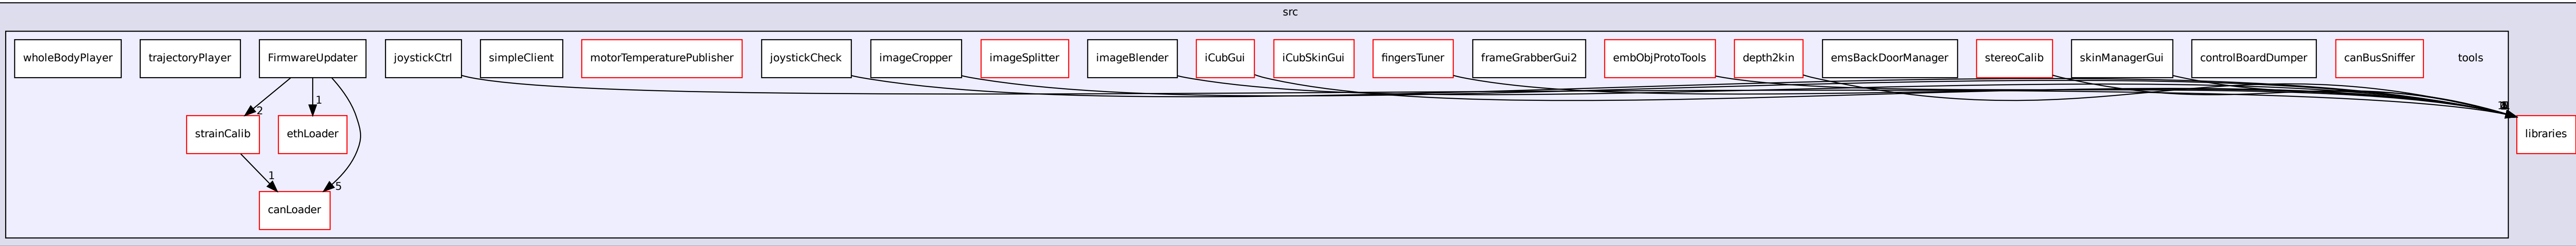 src
wholeBodyPlayer
trajectoryPlayer
FirmwareUpdater
joystickCtrl
simpleClient
motorTemperaturePublisher
joystickCheck
imageCropper
imageSplitter
imageBlender
iCubGui
iCubSkinGui
fingersTuner
frameGrabberGui2
embObjProtoTools
depth2kin
emsBackDoorManager
stereoCalib
skinManagerGui
controlBoardDumper
canBusSniffer
tools
2
1
strainCalib
ethLoader
libraries
1
5
canLoader